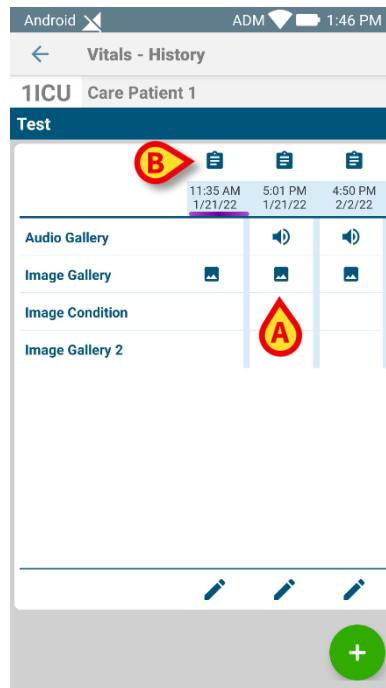 Android ADM 1:46 PM
Vitals - History
1ICU Care Patient 1
Test
B
11:35 AM 5:01 PM 4:50 PM
1/21/22 1/21/22 2/2/22
Audio Gallery
Image Gallery
Image Condition
A
Image Gallery 2